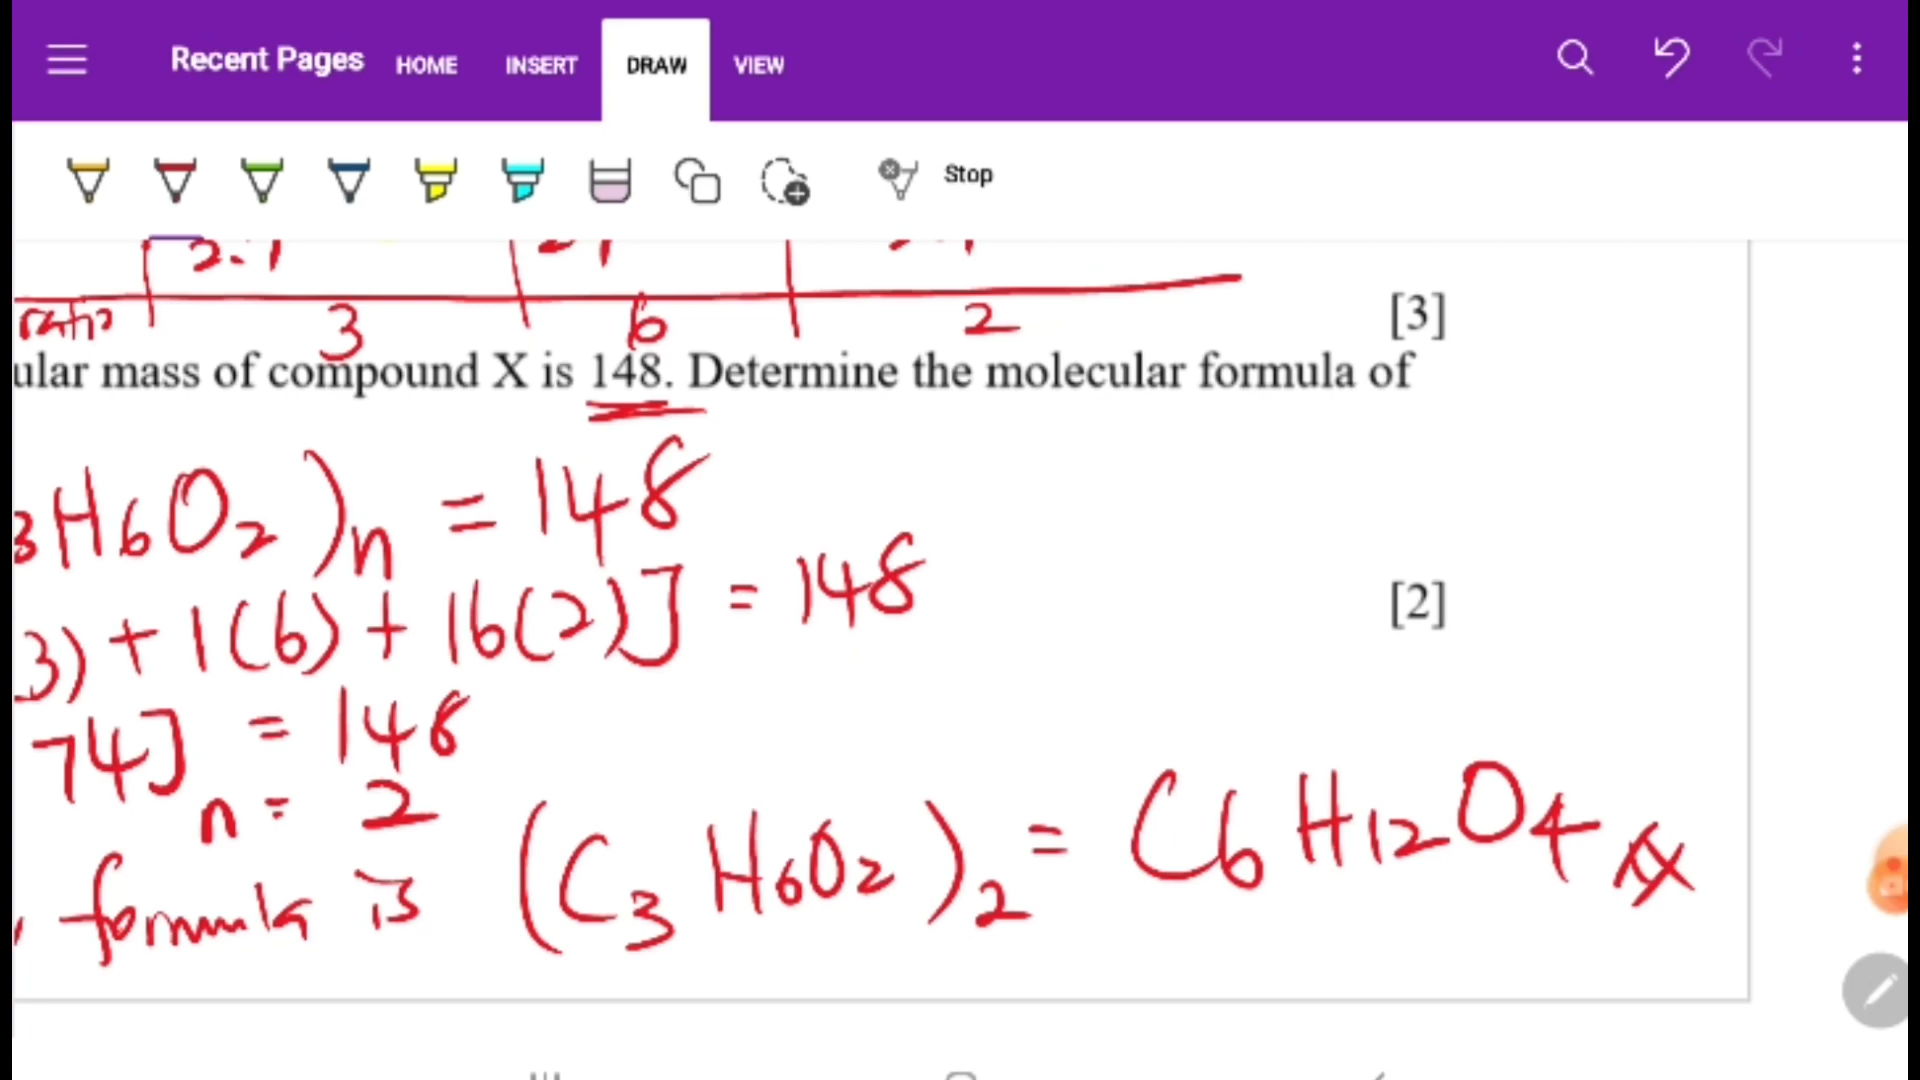 Recent Pages HOME INSERT DRAW VIEW
Stop
ratio 3 6 2 [3]
ular mass of compound X is 148. Determine the molecular formula of
3H6O2)n = 148
3) + 1(6) + 16(2)] = 148
[2]
74] = 148
n = 2
formula is (C3H6O2)2 = C6H12O4